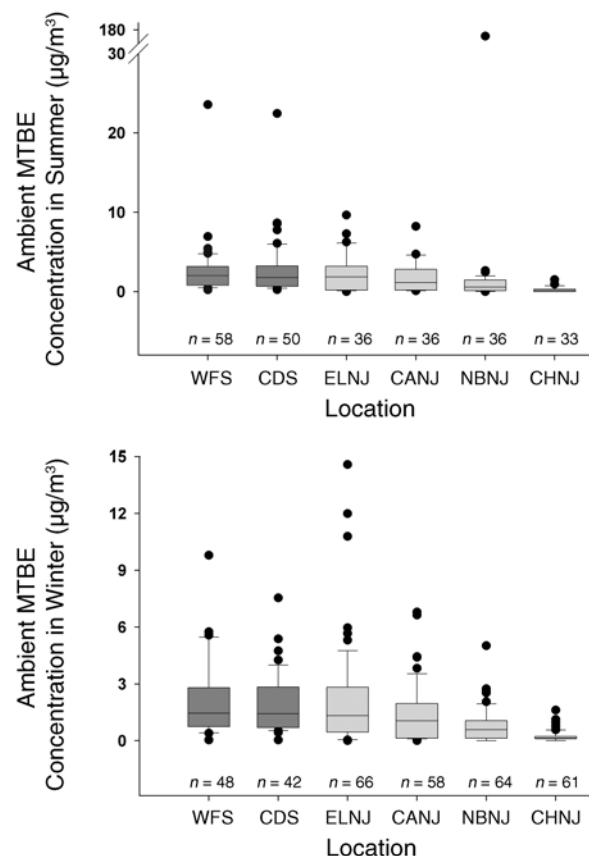 Ambient MTBE
Concentration in Summer (µg/m³)
180
30
20
10
0
n = 58 n = 50 n = 36 n = 36 n = 36 n = 33
WFS CDS ELNJ CANJ NBNJ CHNJ
Location
Ambient MTBE
Concentration in Winter (µg/m³)
15
12
9
6
3
0
n = 48 n = 42 n = 66 n = 58 n = 64 n = 61
WFS CDS ELNJ CANJ NBNJ CHNJ
Location